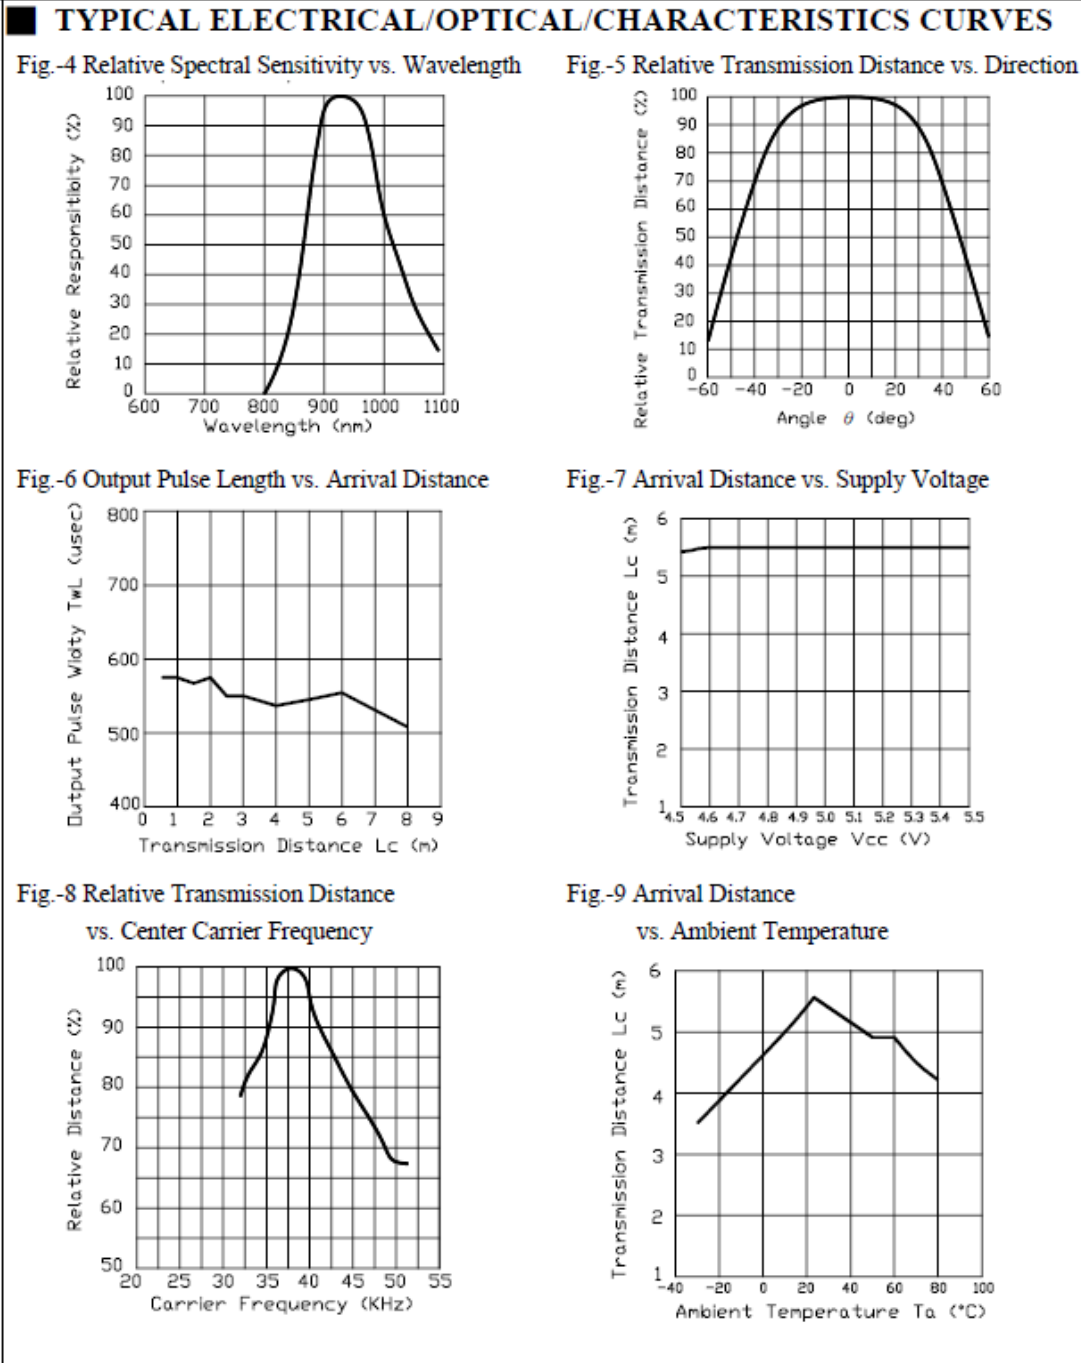 TYPICAL ELECTRICAL/OPTICAL/CHARACTERISTICS CURVES
Fig.-4 Relative Spectral Sensitivity vs. Wavelength
Relative Responsitibity (%)
100
90
80
70
60
50
40
30
20
10
0
600 700 800 900 1000 1100
Wavelength (nm)
Fig.-5 Relative Transmission Distance vs. Direction
Relative Transmission Distance (%)
100
90
80
70
60
50
40
30
20
10
0
-60 -40 -20 0 20 40 60
Angle θ (deg)
Fig.-6 Output Pulse Length vs. Arrival Distance
Output Pulse Widty TwL (usec)
800
700
600
500
400
0 1 2 3 4 5 6 7 8 9
Transmission Distance Lc (m)
Fig.-7 Arrival Distance vs. Supply Voltage
Transmission Distance Lc (m)
6
5
4
3
2
1
4.5 4.6 4.7 4.8 4.9 5.0 5.1 5.2 5.3 5.4 5.5
Supply Voltage Vcc (V)
Fig.-8 Relative Transmission Distance
vs. Center Carrier Frequency
Relative Distance (%)
100
90
80
70
60
50
20 25 30 35 40 45 50 55
Carrier Frequency (KHz)
Fig.-9 Arrival Distance
vs. Ambient Temperature
Transmission Distance Lc (m)
6
5
4
3
2
1
-40 -20 0 20 40 60 80 100
Ambient Temperature Ta (°C)